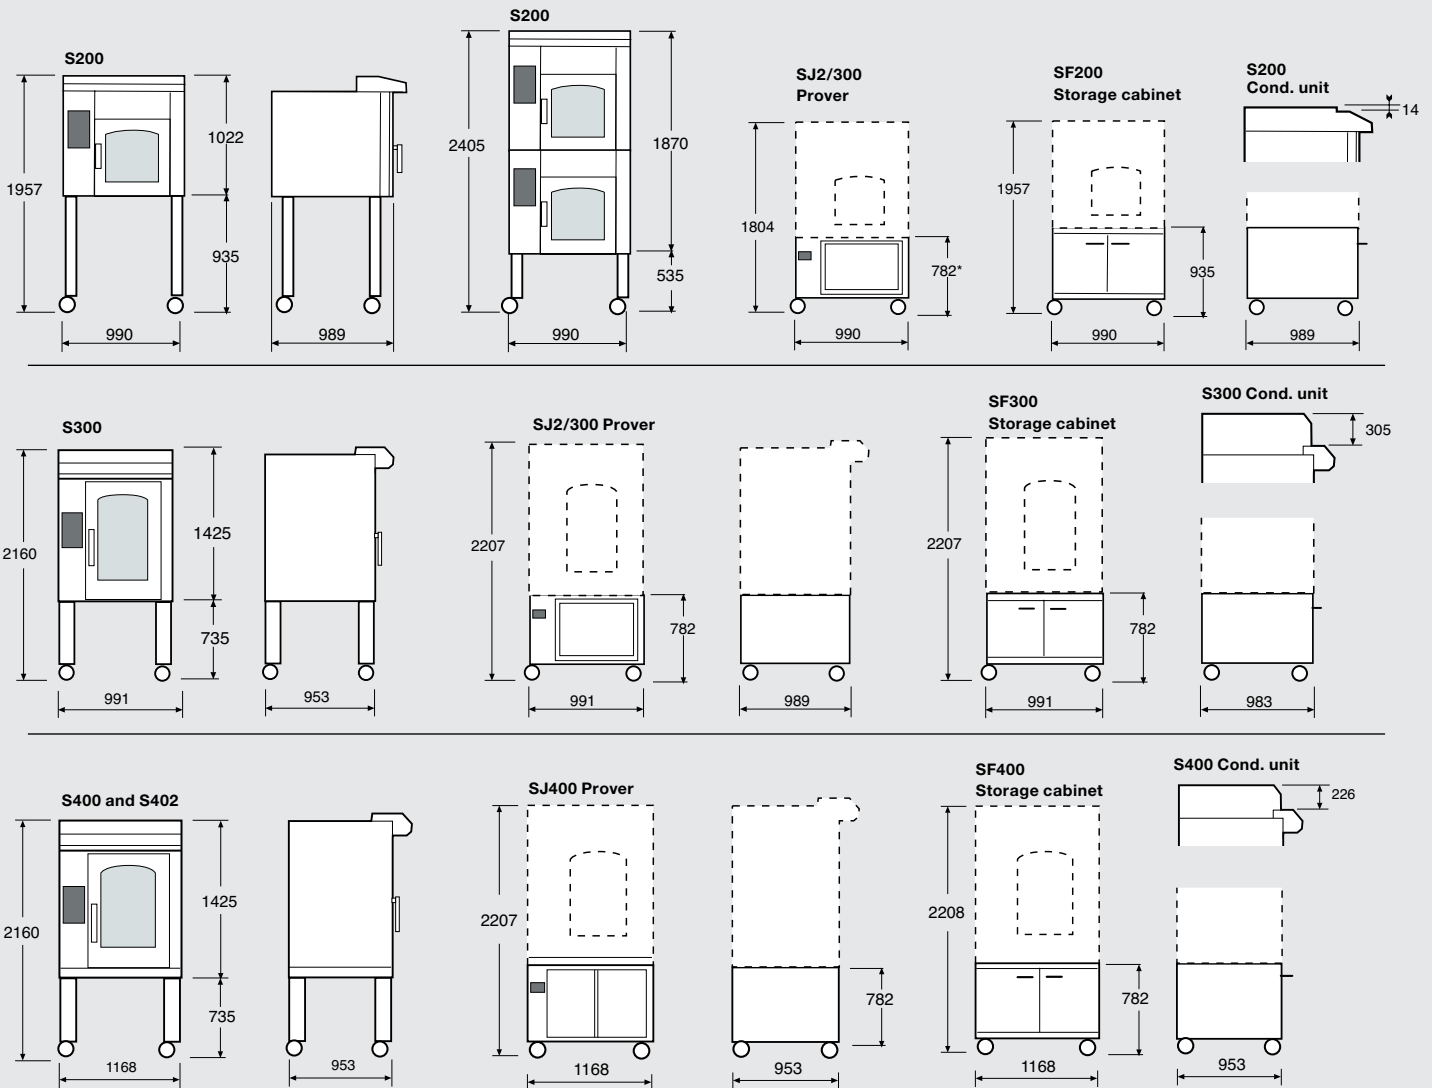 S200
1957
1022
935
990
989
S200
2405
1870
535
990
SJ2/300
Prover
1804
782*
990
SF200
Storage cabinet
1957
935
990
S200
Cond. unit
14
989
S300
2160
1425
735
991
953
SJ2/300 Prover
2207
782
991
989
SF300
Storage cabinet
2207
782
991
S300 Cond. unit
305
983
S400 and S402
2160
1425
735
1168
953
SJ400 Prover
2207
1168
782
953
SF400
Storage cabinet
2208
782
1168
S400 Cond. unit
226
953